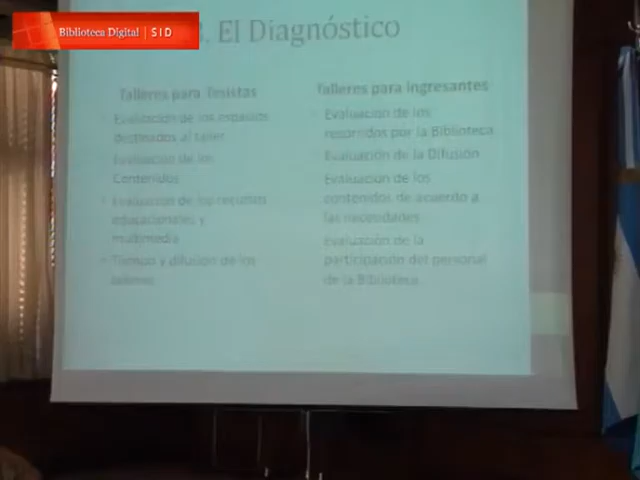 Biblioteca Digital | SID
3. El Diagnóstico
Talleres para Tesistas
Evaluación de los espacios
destinados al taller
Evaluación de los
Contenidos
Evaluación de los recursos
educacionales y
multimedia
Tiempo y difusión de los
talleres
Talleres para Ingresantes
Evaluación de los
recorridos por la Biblioteca
Evaluación de la Difusión
Evaluación de los
contenidos de acuerdo a
las necesidades
Evaluación de la
participación del personal
de la Biblioteca